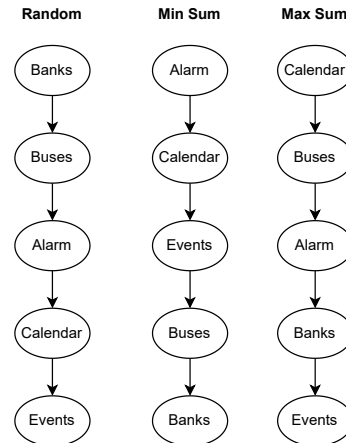 Random Min Sum Max Sum
Banks Alarm Calendar
Buses Calendar Buses
Alarm Events Alarm
Calendar Buses Banks
Events Banks Events